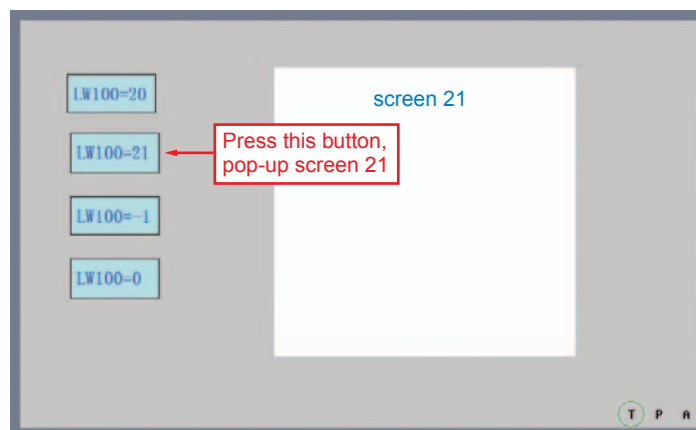 LW100=20
screen 21
LW100=21
Press this button,
pop-up screen 21
LW100=-1
LW100=0
T P A